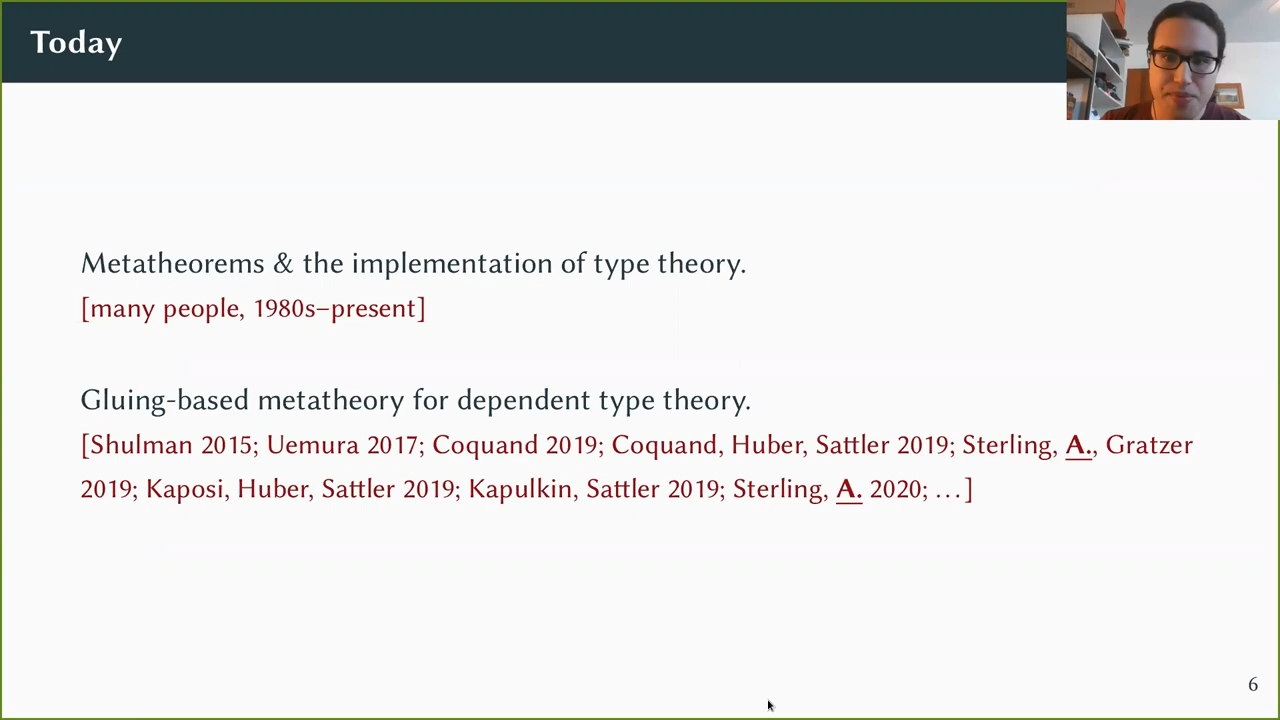 Today
Metatheorems & the implementation of type theory.
[many people, 1980s–present]
Gluing-based metatheory for dependent type theory.
[Shulman 2015; Uemura 2017; Coquand 2019; Coquand, Huber, Sattler 2019; Sterling, A., Gratzer
2019; Kaposi, Huber, Sattler 2019; Kapulkin, Sattler 2019; Sterling, A. 2020; …]
6